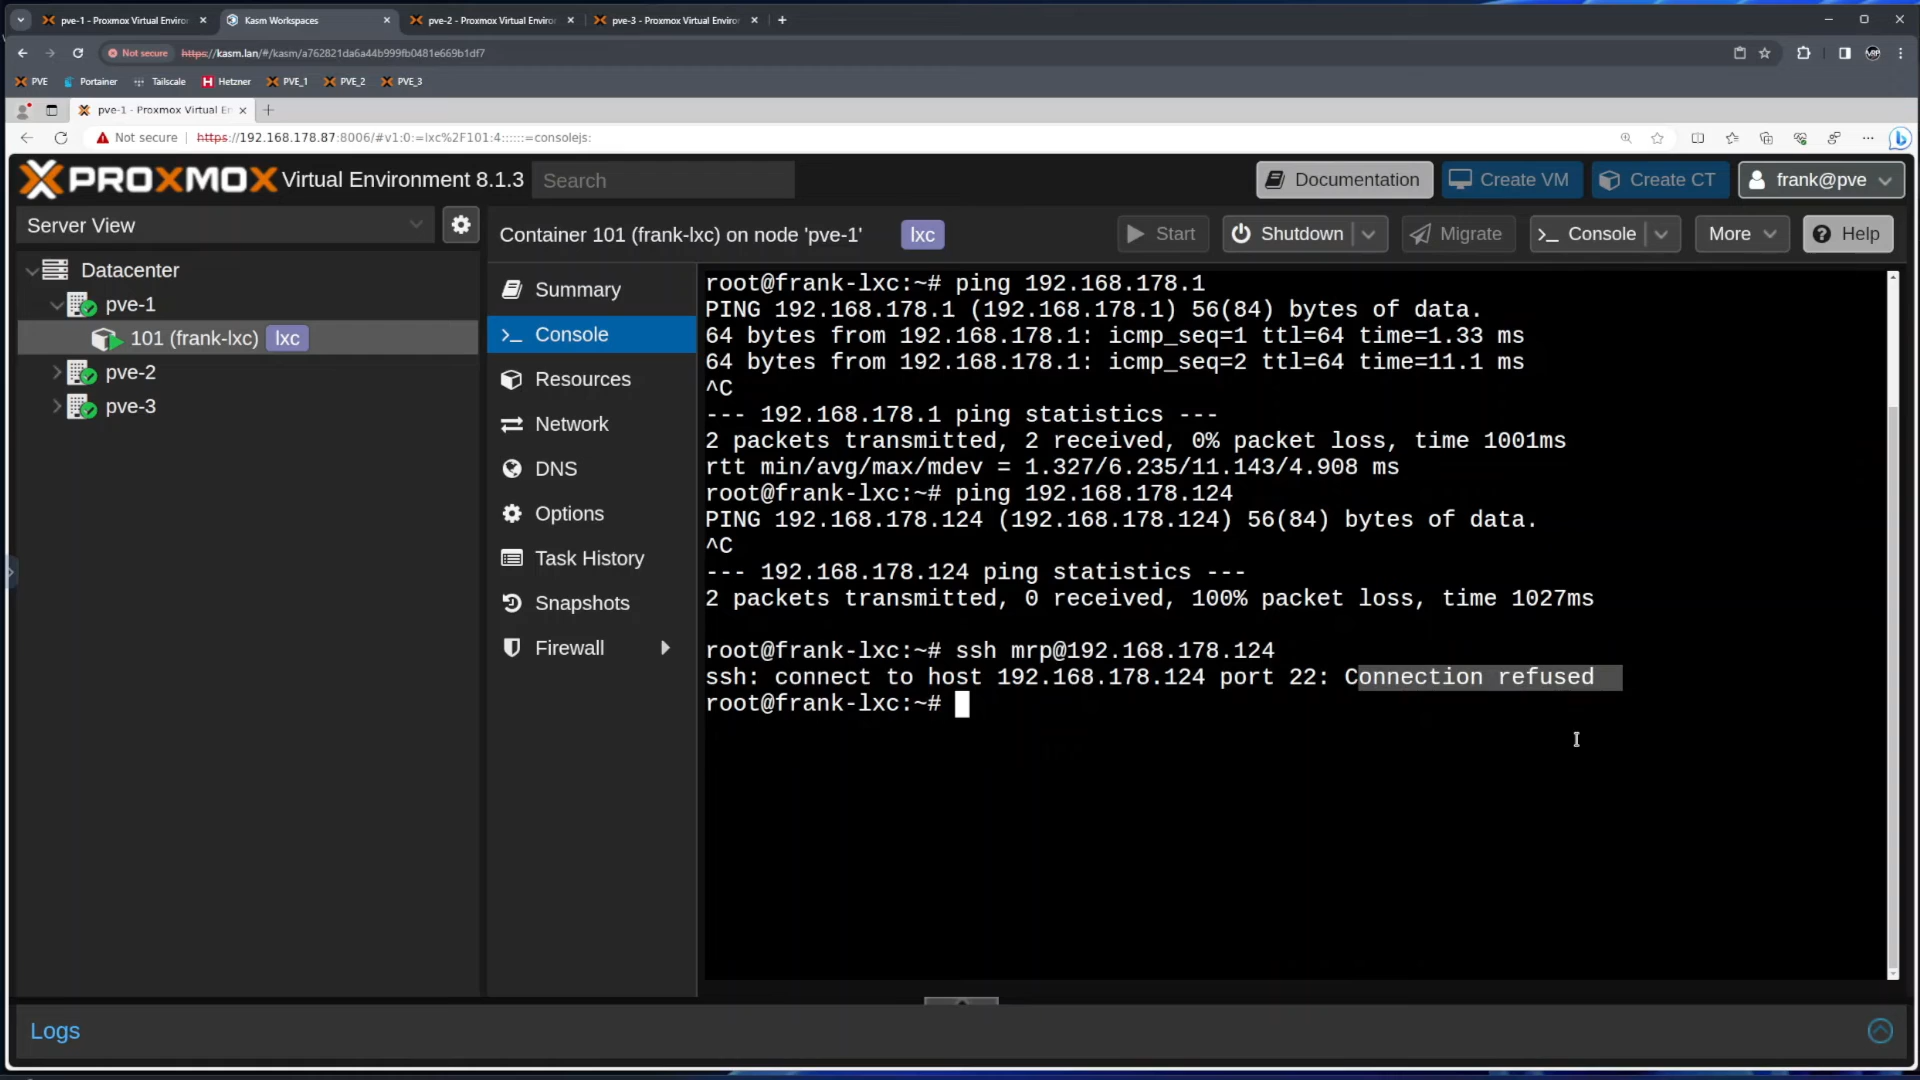 pve-1 - Proxmox Virtual Enviror
Kasm Workspaces
pve-2 - Proxmox Virtual Enviror
pve-3 - Proxmox Virtual Enviror
Not secure https://kasm.lan/#/kasm/a762821da6a44b999fb0481e669b1df7
PVE Portainer Tailscale Hetzner PVE_1 PVE_2 PVE_3
pve-1 - Proxmox Virtual En
Not secure https://192.168.178.87:8006/#v1:0:=lxc%2F101:4::::::=consolejs:
PROXMOX Virtual Environment 8.1.3 Search
Documentation Create VM Create CT frank@pve
Server View
Container 101 (frank-lxc) on node 'pve-1' lxc
Start Shutdown Migrate Console More Help
Datacenter
pve-1
101 (frank-lxc) lxc
pve-2
pve-3
Summary
Console
Resources
Network
DNS
Options
Task History
Snapshots
Firewall
root@frank-lxc:~# ping 192.168.178.1
PING 192.168.178.1 (192.168.178.1) 56(84) bytes of data.
64 bytes from 192.168.178.1: icmp_seq=1 ttl=64 time=1.33 ms
64 bytes from 192.168.178.1: icmp_seq=2 ttl=64 time=11.1 ms
^C
--- 192.168.178.1 ping statistics ---
2 packets transmitted, 2 received, 0% packet loss, time 1001ms
rtt min/avg/max/mdev = 1.327/6.235/11.143/4.908 ms
root@frank-lxc:~# ping 192.168.178.124
PING 192.168.178.124 (192.168.178.124) 56(84) bytes of data.
^C
--- 192.168.178.124 ping statistics ---
2 packets transmitted, 0 received, 100% packet loss, time 1027ms
root@frank-lxc:~# ssh mrp@192.168.178.124
ssh: connect to host 192.168.178.124 port 22: Connection refused
root@frank-lxc:~#
Logs